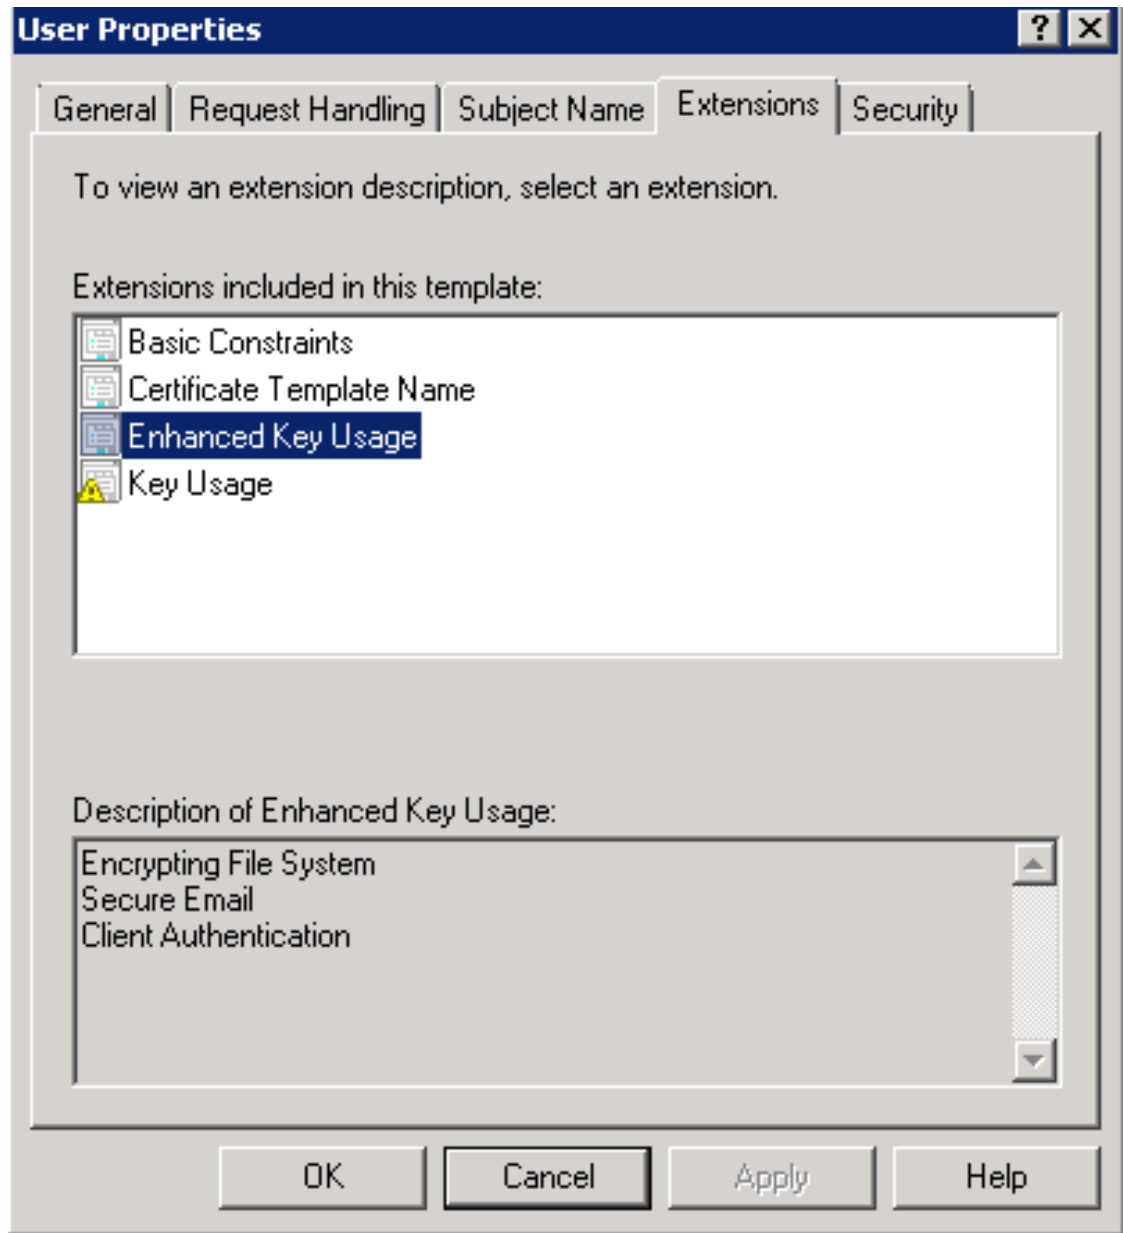 User Properties
General Request Handling Subject Name Extensions Security
To view an extension description, select an extension.
Extensions included in this template:
Basic Constraints
Certificate Template Name
Enhanced Key Usage
Key Usage
Description of Enhanced Key Usage:
Encrypting File System
Secure Email
Client Authentication
OK Cancel Apply Help